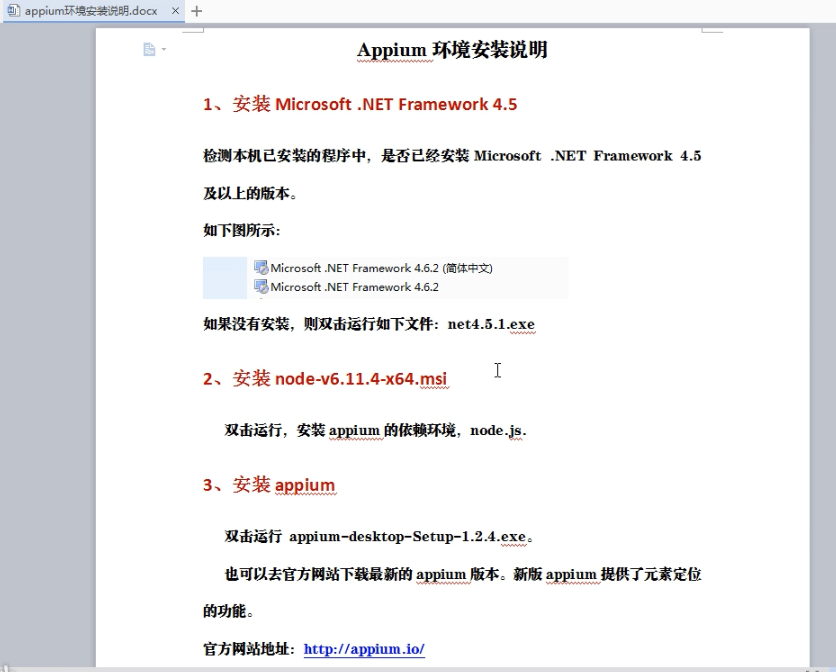 appium环境安装说明.docx
Appium 环境安装说明
1、安装 Microsoft .NET Framework 4.5
检测本机已安装的程序中，是否已经安装 Microsoft .NET Framework 4.5
及以上的版本。
如下图所示：
Microsoft .NET Framework 4.6.2 (简体中文)
Microsoft .NET Framework 4.6.2
如果没有安装，则双击运行如下文件：net4.5.1.exe
2、安装 node-v6.11.4-x64.msi
双击运行，安装 appium 的依赖环境，node.js.
3、安装 appium
双击运行 appium-desktop-Setup-1.2.4.exe。
也可以去官方网站下载最新的 appium 版本。新版 appium 提供了元素定位
的功能。
官方网站地址：http://appium.io/